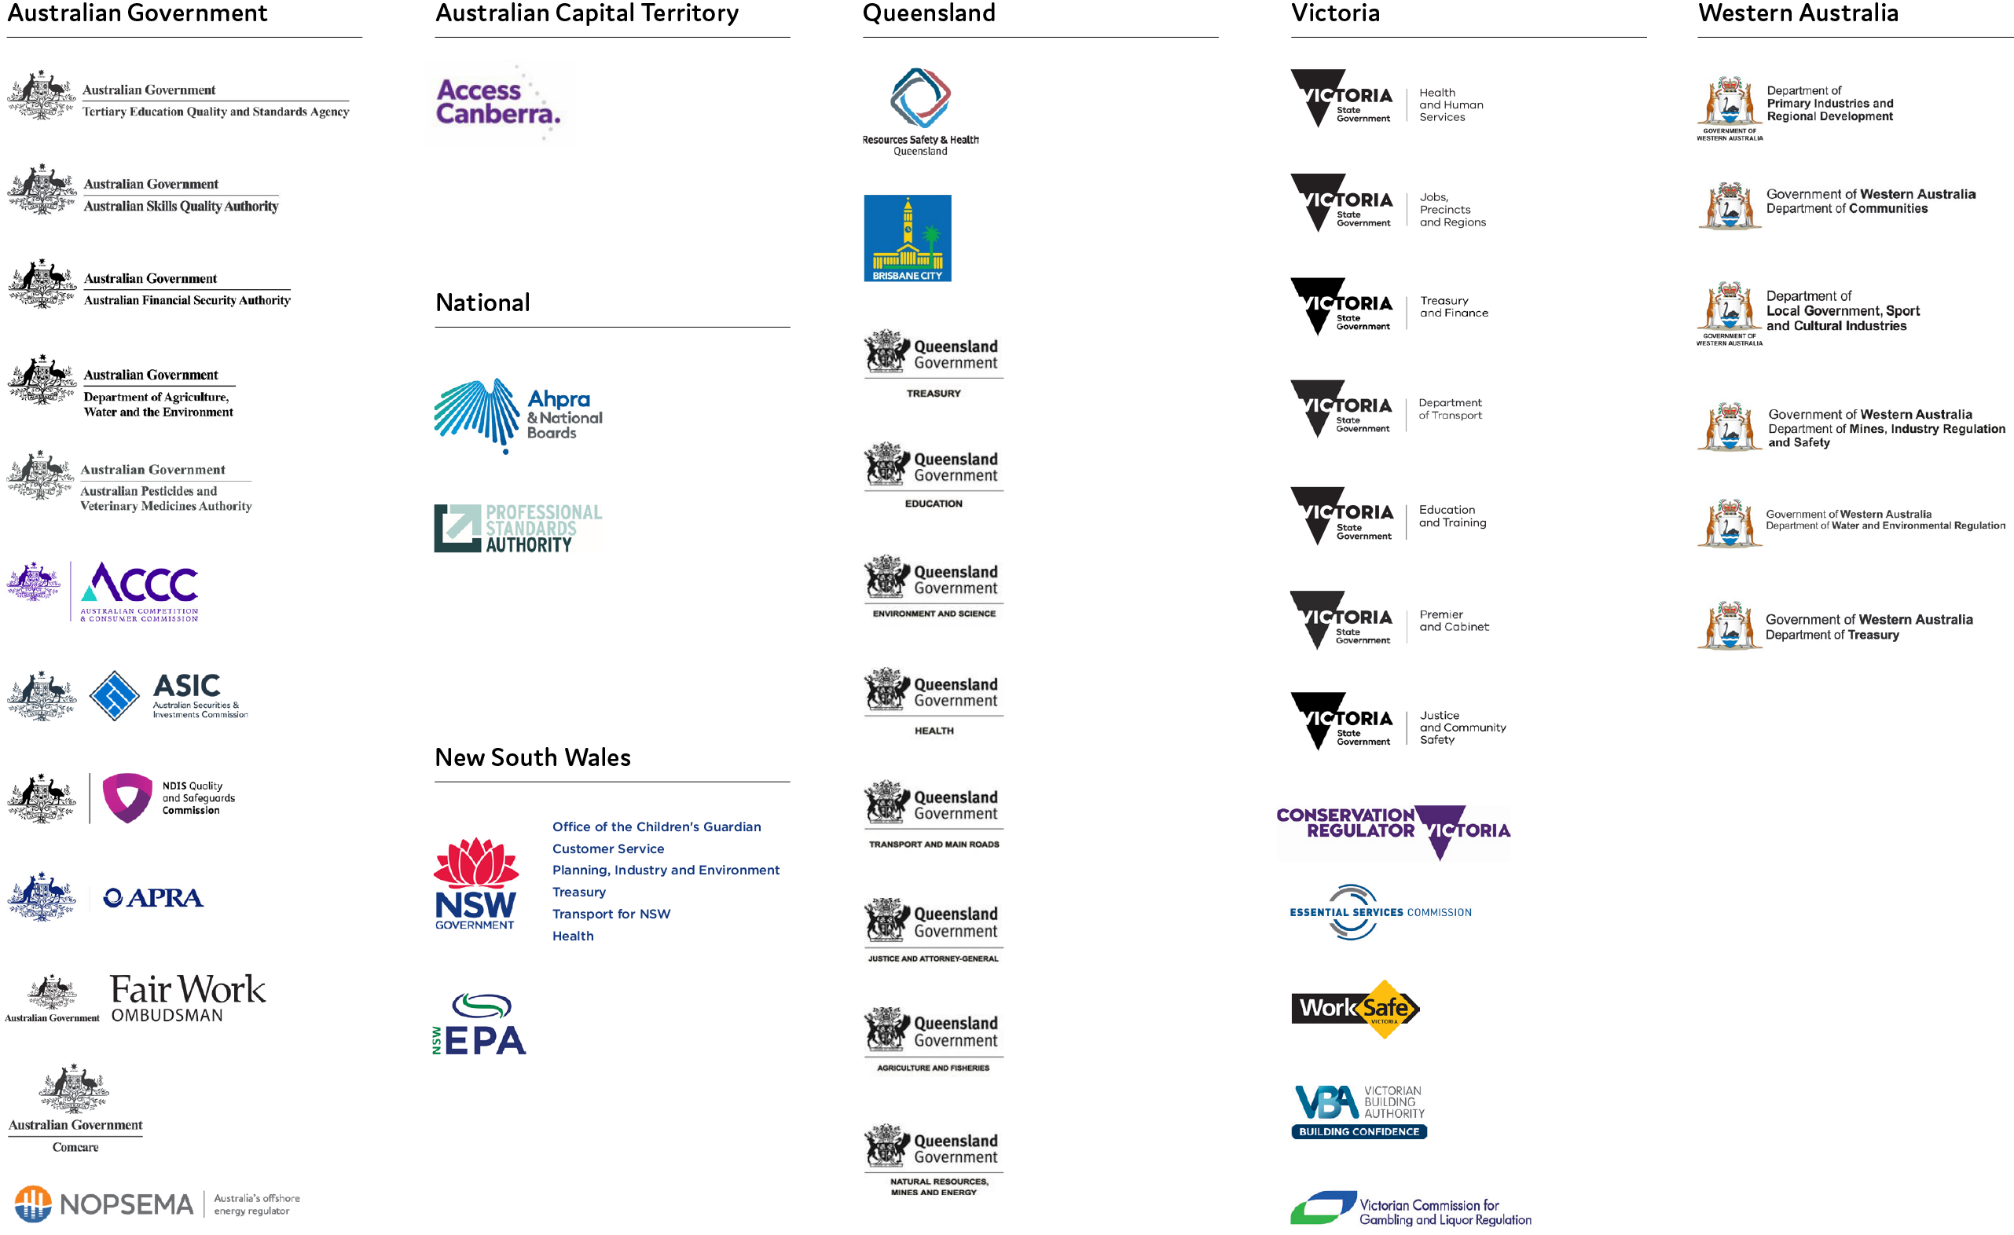 Australian Government
Australian Government
Tertiary Education Quality and Standards Agency
Australian Government
Australian Skills Quality Authority
Australian Government
Australian Financial Security Authority
Australian Government
Department of Agriculture,
Water and the Environment
Australian Government
Australian Pesticides and
Veterinary Medicines Authority
ACCC
AUSTRALIAN COMPETITION
& CONSUMER COMMISSION
ASIC
Australian Securities &
Investments Commission
NDIS Quality
and Safeguards
Commission
APRA
Australian Government
Fair Work
OMBUDSMAN
Australian Government
Comcare
NOPSEMA
Australia's offshore
energy regulator
Australian Capital Territory
Access
Canberra.
National
Ahpra
& National
Boards
PROFESSIONAL
STANDARDS
AUTHORITY
New South Wales
NSW
GOVERNMENT
Office of the Children's Guardian
Customer Service
Planning, Industry and Environment
Treasury
Transport for NSW
Health
NSW
EPA
Queensland
Resources Safety & Health
Queensland
BRISBANE CITY
Queensland
Government
TREASURY
Queensland
Government
EDUCATION
Queensland
Government
ENVIRONMENT AND SCIENCE
Queensland
Government
HEALTH
Queensland
Government
TRANSPORT AND MAIN ROADS
Queensland
Government
JUSTICE AND ATTORNEY-GENERAL
Queensland
Government
AGRICULTURE AND FISHERIES
Queensland
Government
NATURAL RESOURCES,
MINES AND ENERGY
Victoria
VICTORIA
State
Government
Health
and Human
Services
VICTORIA
State
Government
Jobs,
Precincts
and Regions
VICTORIA
State
Government
Treasury
and Finance
VICTORIA
State
Government
Department
of Transport
VICTORIA
State
Government
Education
and Training
VICTORIA
State
Government
Premier
and Cabinet
VICTORIA
State
Government
Justice
and Community
Safety
CONSERVATION
REGULATOR
VICTORIA
ESSENTIAL SERVICES COMMISSION
WorkSafe
VICTORIA
VBA
VICTORIAN
BUILDING
AUTHORITY
BUILDING CONFIDENCE
Victorian Commission for
Gambling and Liquor Regulation
Western Australia
GOVERNMENT OF
WESTERN AUSTRALIA
Department of
Primary Industries and
Regional Development
Government of Western Australia
Department of Communities
GOVERNMENT OF
WESTERN AUSTRALIA
Department of
Local Government, Sport
and Cultural Industries
Government of Western Australia
Department of Mines, Industry Regulation
and Safety
Government of Western Australia
Department of Water and Environmental Regulation
Government of Western Australia
Department of Treasury